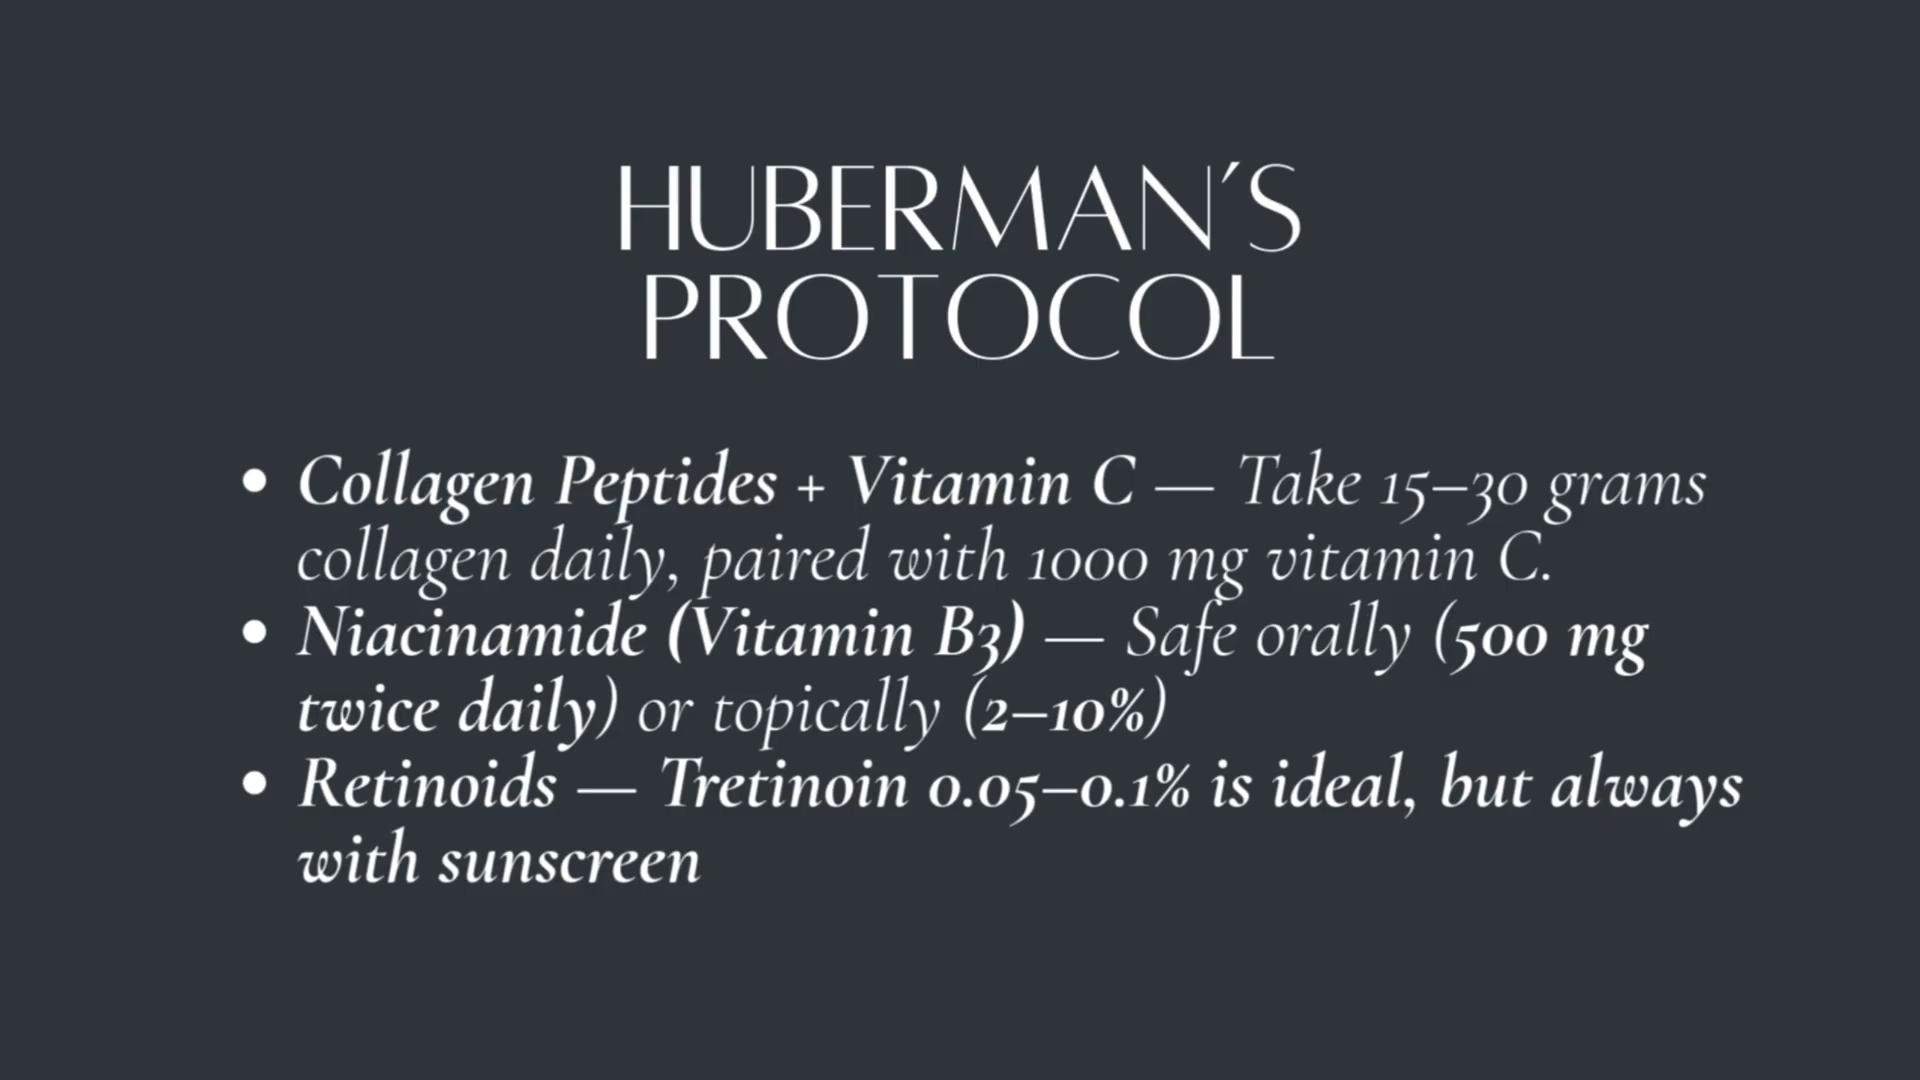 HUBERMAN'S
PROTOCOL
• Collagen Peptides + Vitamin C — Take 15–30 grams
collagen daily, paired with 1000 mg vitamin C.
• Niacinamide (Vitamin B3) — Safe orally (500 mg
twice daily) or topically (2–10%)
• Retinoids — Tretinoin 0.05–0.1% is ideal, but always
with sunscreen